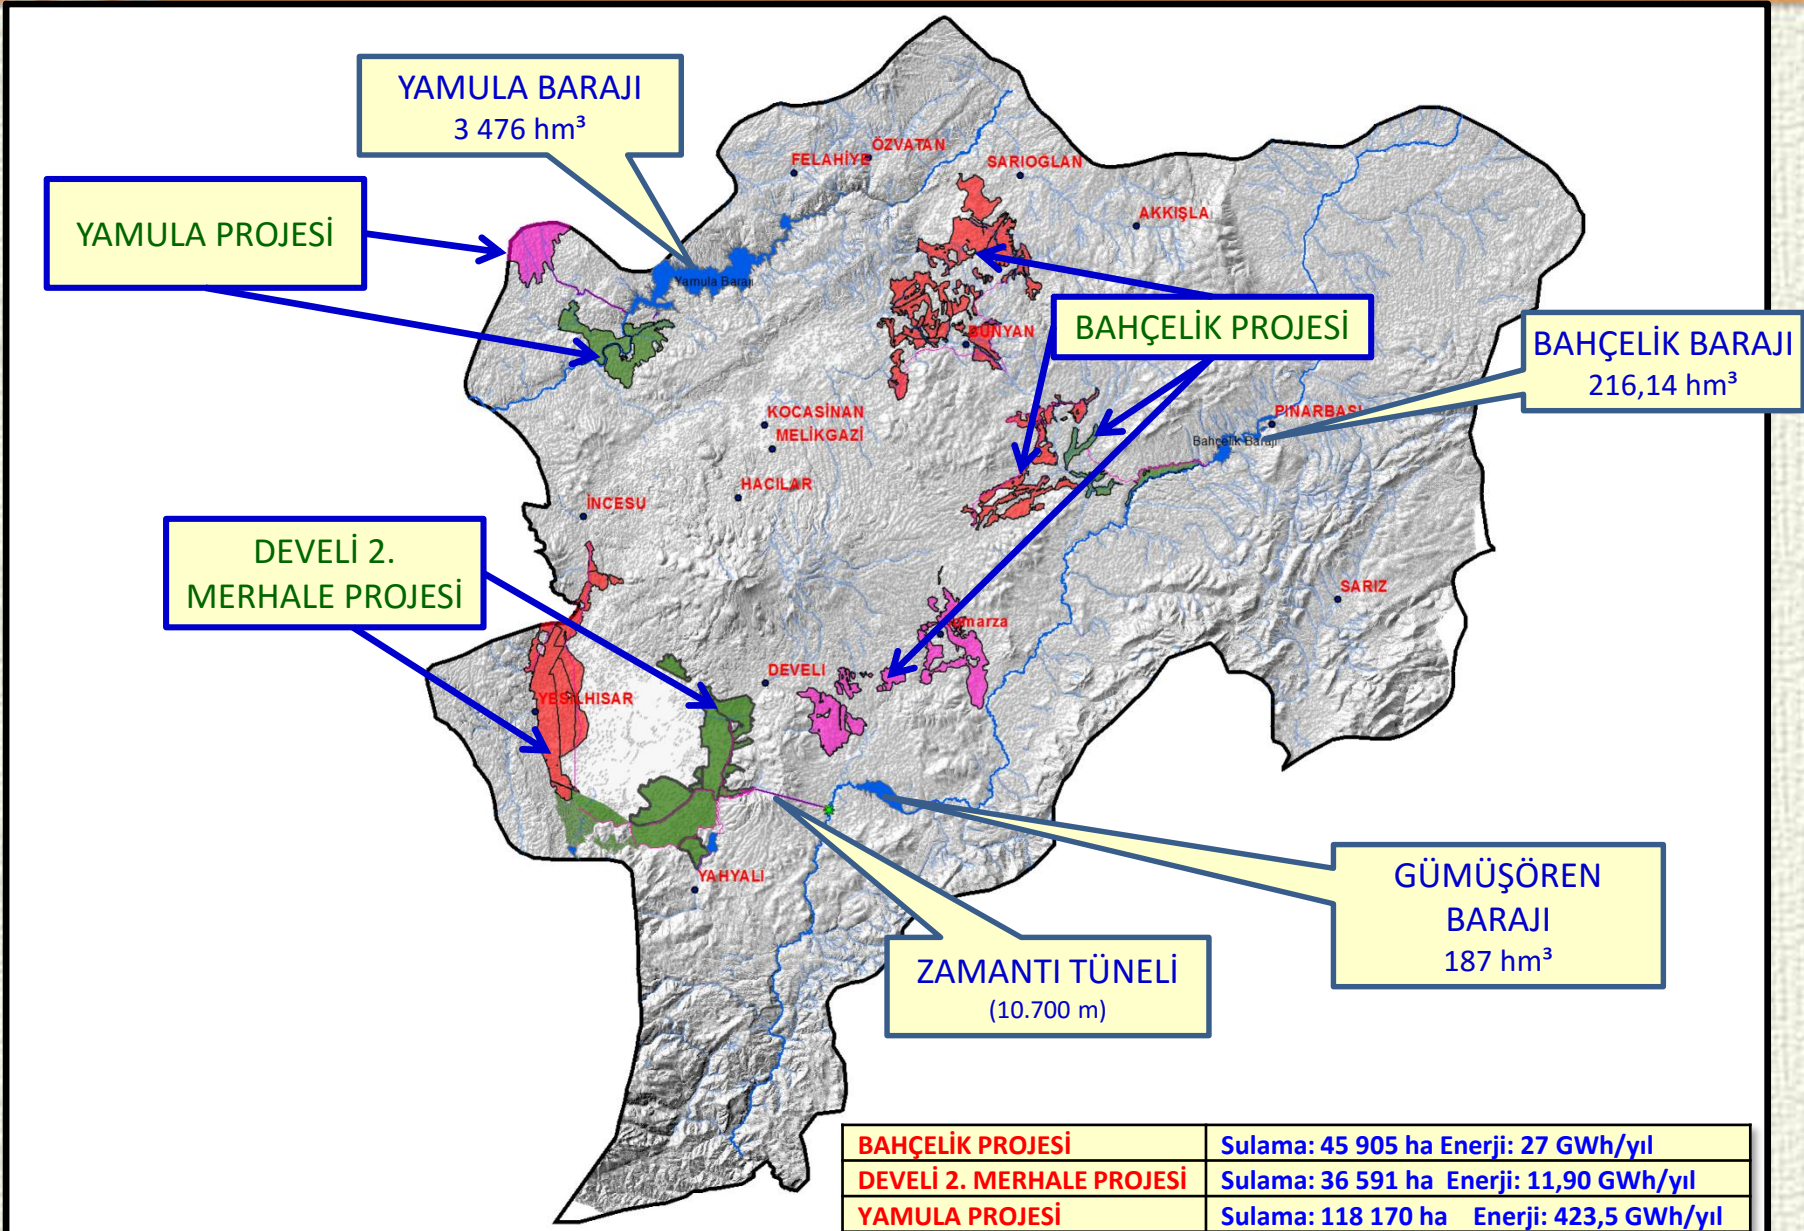 YAMULA BARAJI
3 476 hm³
ÖZVATAN
FELAHİYE
SARIOGLAN
YAMULA PROJESİ
AKKIŞLA
Yamula Barajı
BAHÇELİK PROJESİ
BÜNYAN
BAHÇELİK BARAJI
216,14 hm³
KOCASİNAN
MELİKGAZİ
PINARBAŞI
Bahçelik Barajı
HACILAR
İNCESU
DEVELİ 2.
MERHALE PROJESİ
SARIZ
DEVELİ
YESILHISAR
YAHYALI
GÜMÜŞÖREN
BARAJI
187 hm³
ZAMANTI TÜNELİ
(10.700 m)
BAHÇELİK PROJESİ Sulama: 45 905 ha Enerji: 27 GWh/yıl
DEVELİ 2. MERHALE PROJESİ Sulama: 36 591 ha Enerji: 11,90 GWh/yıl
YAMULA PROJESİ Sulama: 118 170 ha Enerji: 423,5 GWh/yıl